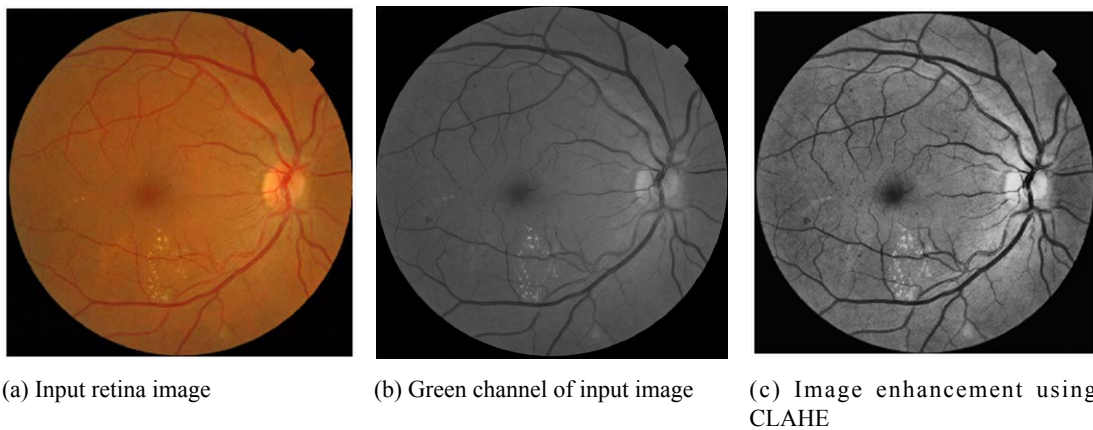 (a) Input retina image
(b) Green channel of input image
(c) Image enhancement using
CLAHE